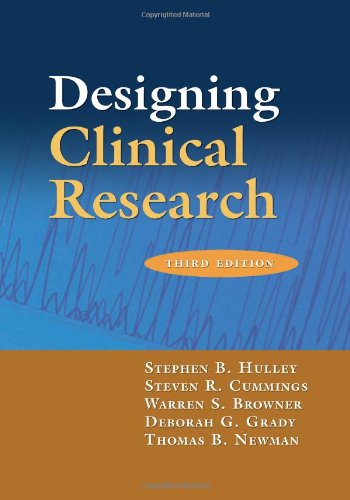 Designing
Clinical
Research
THIRD EDITION
STEPHEN B. HULLEY
STEVEN R. CUMMINGS
WARREN S. BROWNER
DEBORAH G. GRADY
THOMAS B. NEWMAN